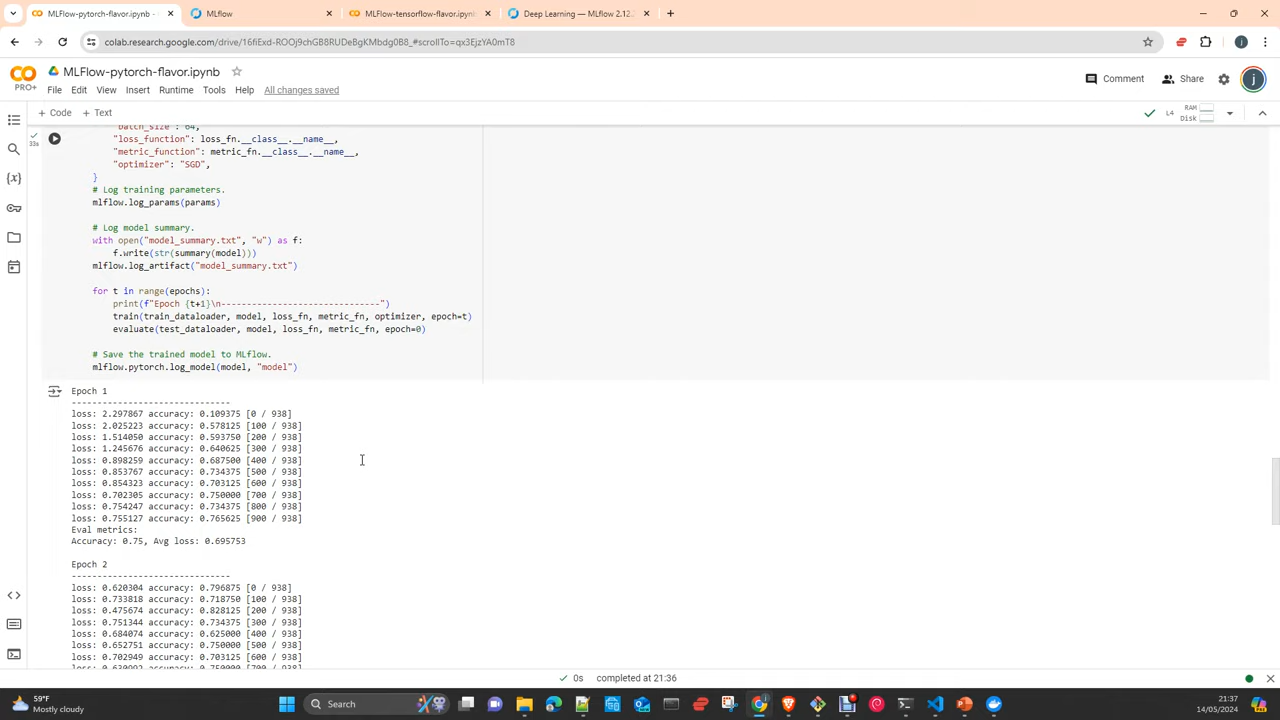 MLFlow-pytorch-flavor.ipynb -
MLflow
MLFlow-tensorflow-flavor.ipynb
Deep Learning — MLflow 2.12.
colab.research.google.com/drive/16fiExd-ROOj9chGB8RUDeBgKMbdg0B8_#scrollTo=qx3EjzYA0mT8
PRO+
MLFlow-pytorch-flavor.ipynb
File Edit View Insert Runtime Tools Help All changes saved
Comment
Share
j
+ Code + Text
L4
RAM
Disk
33s
"batch_size": 64,
"loss_function": loss_fn.__class__.__name__,
"metric_function": metric_fn.__class__.__name__,
"optimizer": "SGD",
}
# Log training parameters.
mlflow.log_params(params)
# Log model summary.
with open("model_summary.txt", "w") as f:
f.write(str(summary(model)))
mlflow.log_artifact("model_summary.txt")
for t in range(epochs):
print(f"Epoch {t+1}\n-------------------------------")
train(train_dataloader, model, loss_fn, metric_fn, optimizer, epoch=t)
evaluate(test_dataloader, model, loss_fn, metric_fn, epoch=0)
# Save the trained model to MLflow.
mlflow.pytorch.log_model(model, "model")
Epoch 1
-------------------------------
loss: 2.297867 accuracy: 0.109375 [0 / 938]
loss: 2.025223 accuracy: 0.578125 [100 / 938]
loss: 1.514050 accuracy: 0.593750 [200 / 938]
loss: 1.245676 accuracy: 0.640625 [300 / 938]
loss: 0.898259 accuracy: 0.687500 [400 / 938]
loss: 0.853767 accuracy: 0.734375 [500 / 938]
loss: 0.854323 accuracy: 0.703125 [600 / 938]
loss: 0.702305 accuracy: 0.750000 [700 / 938]
loss: 0.754247 accuracy: 0.734375 [800 / 938]
loss: 0.755127 accuracy: 0.765625 [900 / 938]
Eval metrics:
Accuracy: 0.75, Avg loss: 0.695753
Epoch 2
-------------------------------
loss: 0.620304 accuracy: 0.796875 [0 / 938]
loss: 0.733818 accuracy: 0.718750 [100 / 938]
loss: 0.475674 accuracy: 0.828125 [200 / 938]
loss: 0.751344 accuracy: 0.734375 [300 / 938]
loss: 0.684074 accuracy: 0.625000 [400 / 938]
loss: 0.652751 accuracy: 0.750000 [500 / 938]
loss: 0.702949 accuracy: 0.703125 [600 / 938]
loss: 0.630992 accuracy: 0.750000 [700 / 938]
0s completed at 21:36
59°F
Mostly cloudy
Search
21:37
14/05/2024